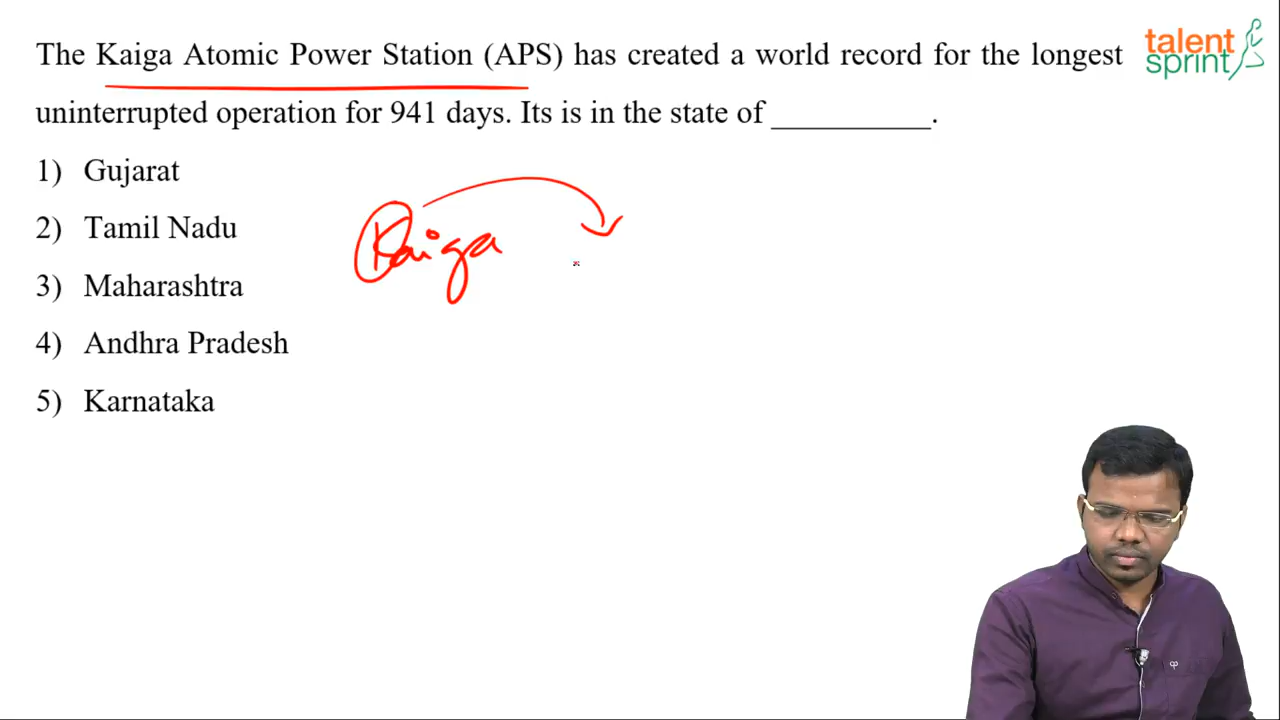 The Kaiga Atomic Power Station (APS) has created a world record for the longest
uninterrupted operation for 941 days. Its is in the state of ___________.
1) Gujarat
2) Tamil Nadu
3) Maharashtra
4) Andhra Pradesh
5) Karnataka
Kaiga
talent
sprint